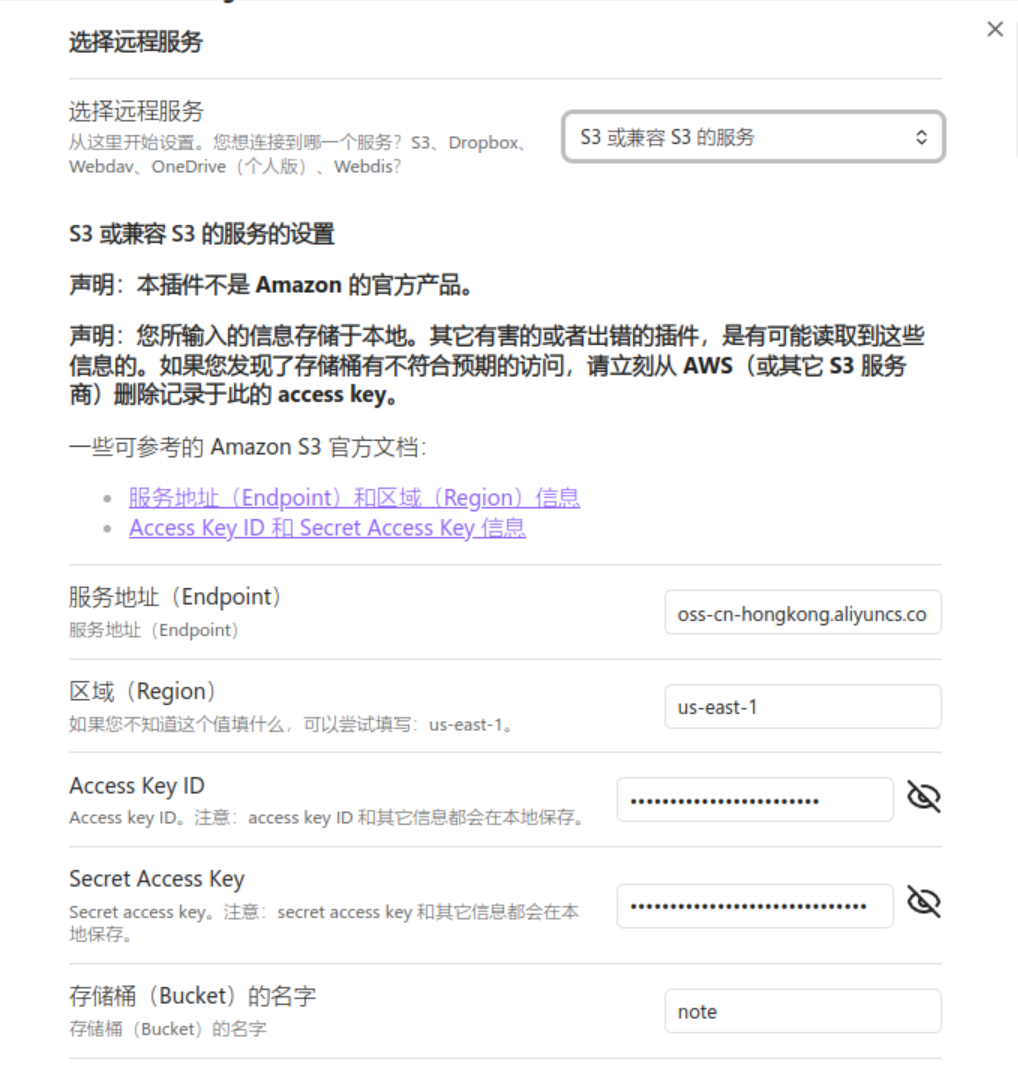 选择远程服务
选择远程服务
从这里开始设置。您想连接到哪一个服务？S3、Dropbox、
Webdav、OneDrive（个人版）、Webdis？
S3 或兼容 S3 的服务
S3 或兼容 S3 的服务的设置
声明：本插件不是 Amazon 的官方产品。
声明：您所输入的信息存储于本地。其它有害的或者出错的插件，是有可能读取到这些
信息的。如果您发现了存储桶有不符合预期的访问，请立刻从 AWS（或其它 S3 服务
商）删除记录于此的 access key。
一些可参考的 Amazon S3 官方文档：
服务地址（Endpoint）和区域（Region）信息
Access Key ID 和 Secret Access Key 信息
服务地址（Endpoint）
服务地址（Endpoint）
oss-cn-hongkong.aliyuncs.co
区域（Region）
如果您不知道这个值填什么，可以尝试填写：us-east-1。
us-east-1
Access Key ID
Access key ID。注意：access key ID 和其它信息都会在本地保存。
Secret Access Key
Secret access key。注意：secret access key 和其它信息都会在本
地保存。
存储桶（Bucket）的名字
存储桶（Bucket）的名字
note